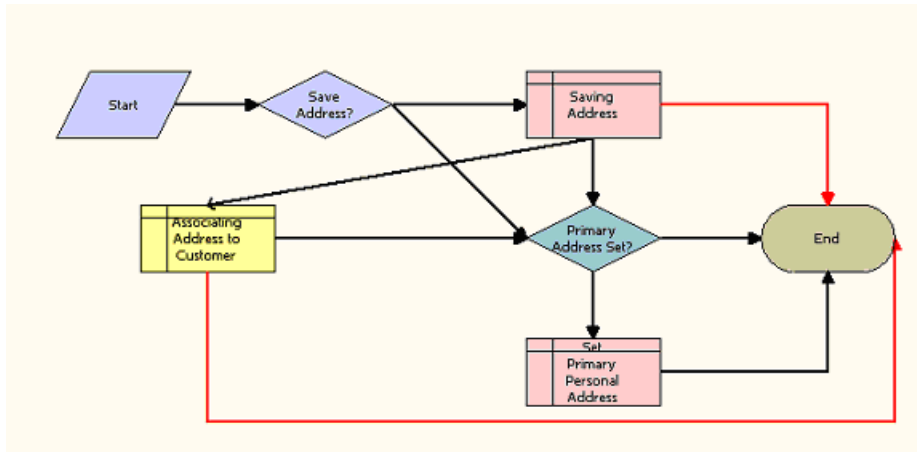 Start
Save
Address?
Saving
Address
Associating
Address to
Customer
Primary
Address Set?
End
Set
Primary
Personal
Address